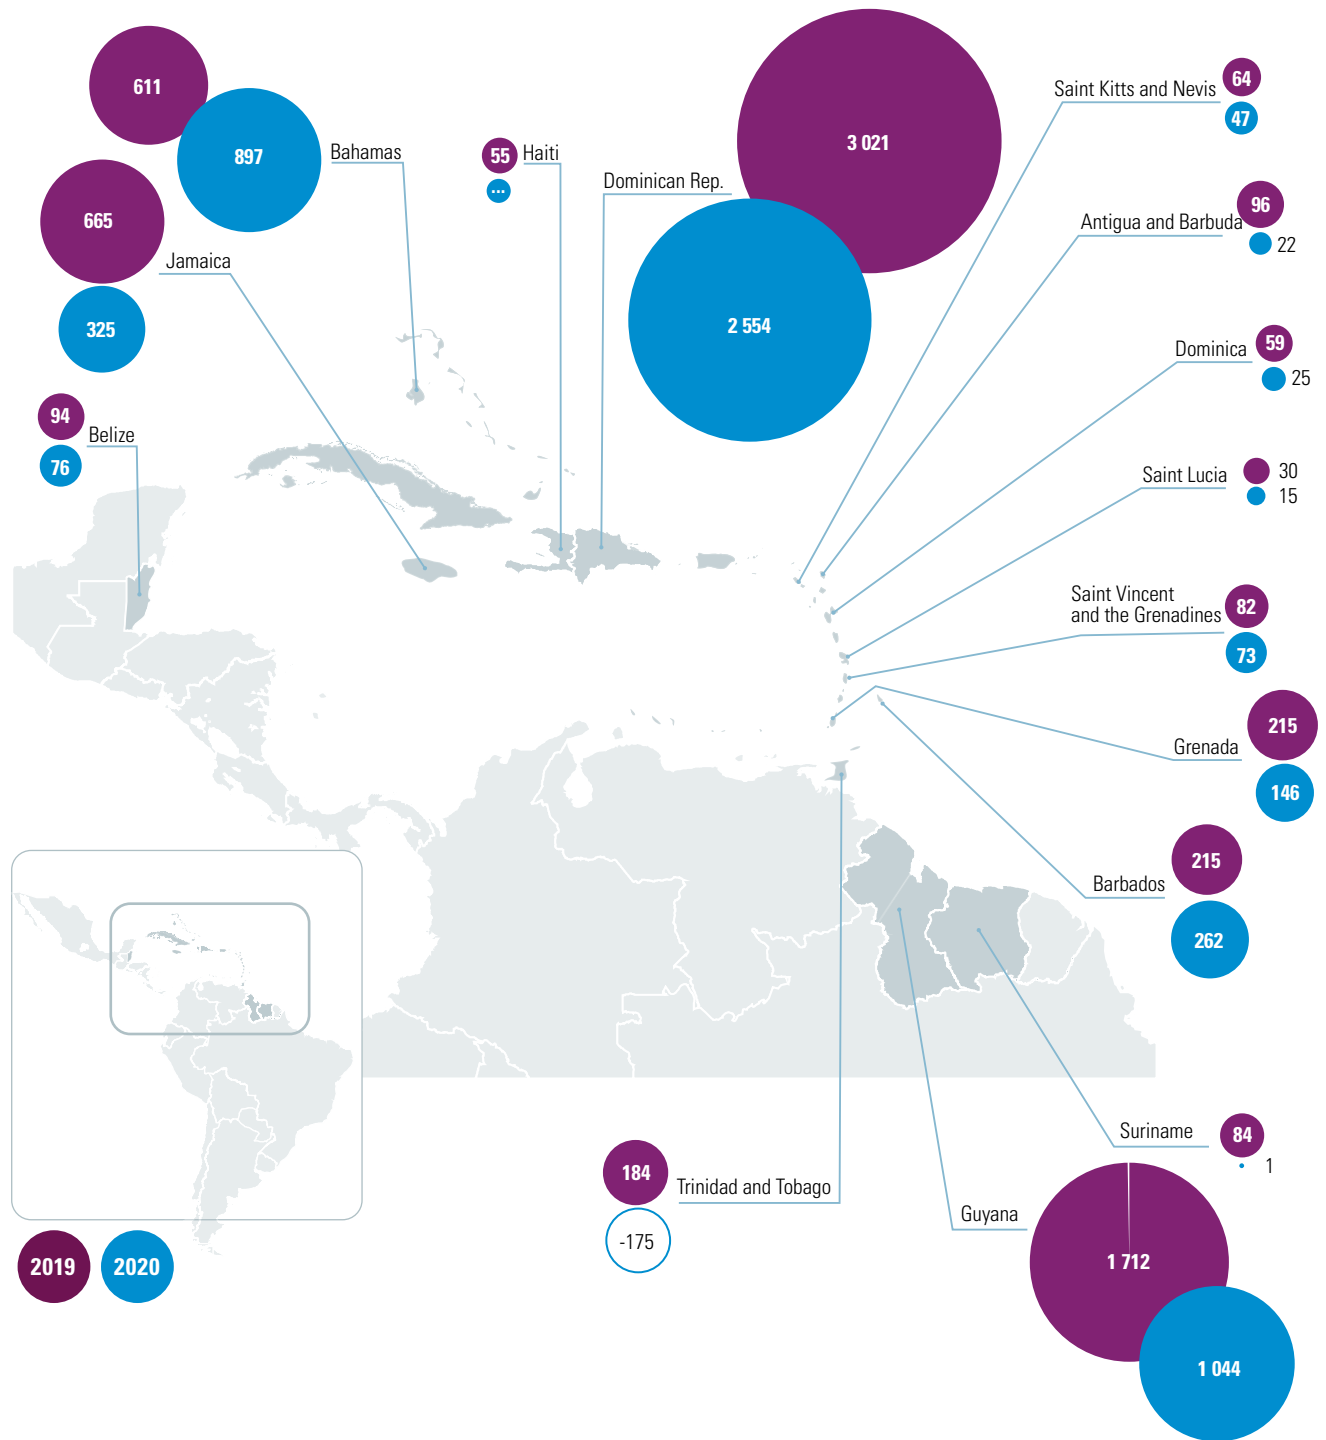 611
897
Bahamas
665
Jamaica
325
94
Belize
76
55
Haiti
...
3 021
Dominican Rep.
2 554
Saint Kitts and Nevis
64
47
Antigua and Barbuda
96
22
Dominica
59
25
Saint Lucia
30
15
Saint Vincent
and the Grenadines
82
73
Grenada
215
146
Barbados
215
262
Suriname
84
1
Guyana
1 712
1 044
184
Trinidad and Tobago
-175
2019
2020